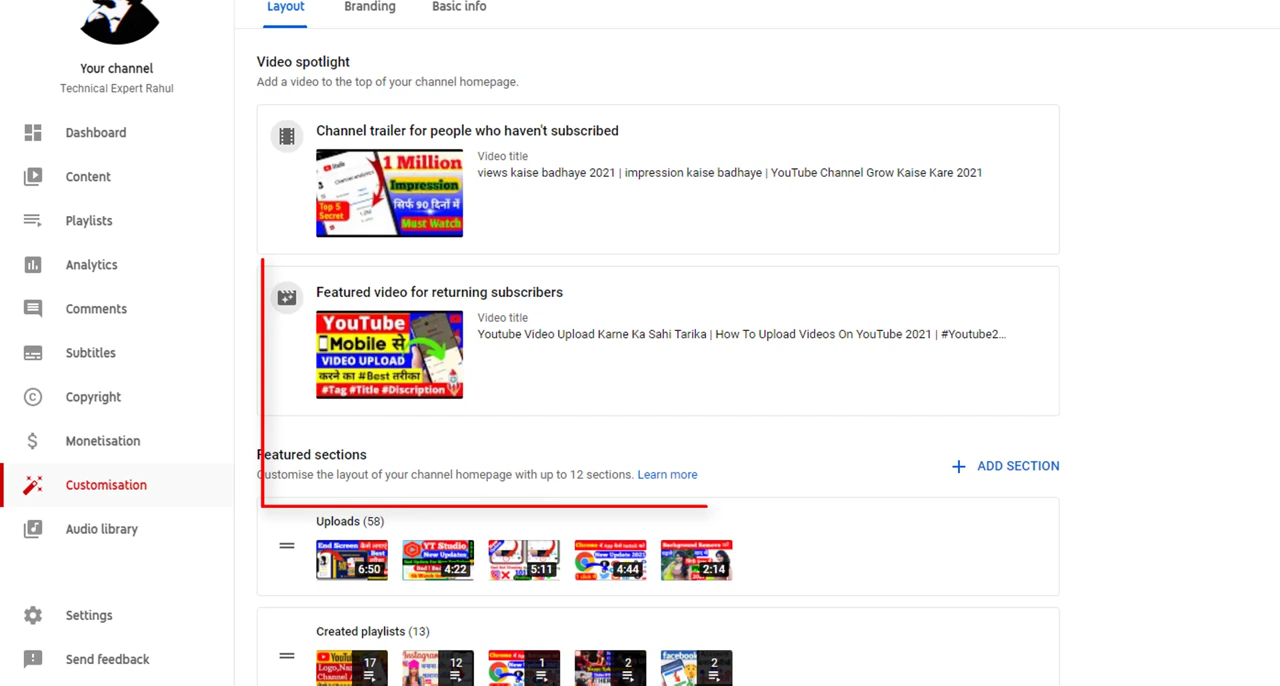 Layout
Branding
Basic info
Your channel
Technical Expert Rahul
Dashboard
Content
Playlists
Analytics
Comments
Subtitles
Copyright
Monetisation
Customisation
Audio library
Settings
Send feedback
Video spotlight
Add a video to the top of your channel homepage.
Channel trailer for people who haven't subscribed
1 Million
Impression
सिर्फ 90 दिनों में
Must Watch
Top 5
Secret
Video title
views kaise badhaye 2021 | impression kaise badhaye | YouTube Channel Grow Kaise Kare 2021
Featured video for returning subscribers
YouTube
Mobile से
VIDEO UPLOAD
करने का #Best तरीका
#Tag #Title #Discription
Video title
Youtube Video Upload Karne Ka Sahi Tarika | How To Upload Videos On YouTube 2021 | #Youtube2...
Featured sections
Customise the layout of your channel homepage with up to 12 sections. Learn more
ADD SECTION
Uploads (58)
6:50
4:22
5:11
4:44
2:14
Created playlists (13)
17
12
1
2
2